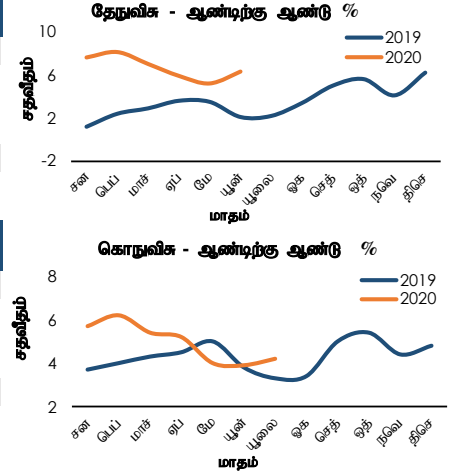 தேநுவிசு - ஆண்டிற்கு ஆண்டு %
2019
2020
சதவீதம்
10
6
2
-2
சன பெப் மாச் ஏப் மே யூன் யூலை ஓக செத் ஒத் நவெ திசெ
மாதம்
கொநுவிசு - ஆண்டிற்கு ஆண்டு %
2019
2020
சதவீதம்
8
6
4
2
சன பெப் மாச் ஏப் மே யூன் யூலை ஓக செத் ஒத் நவெ திசெ
மாதம்